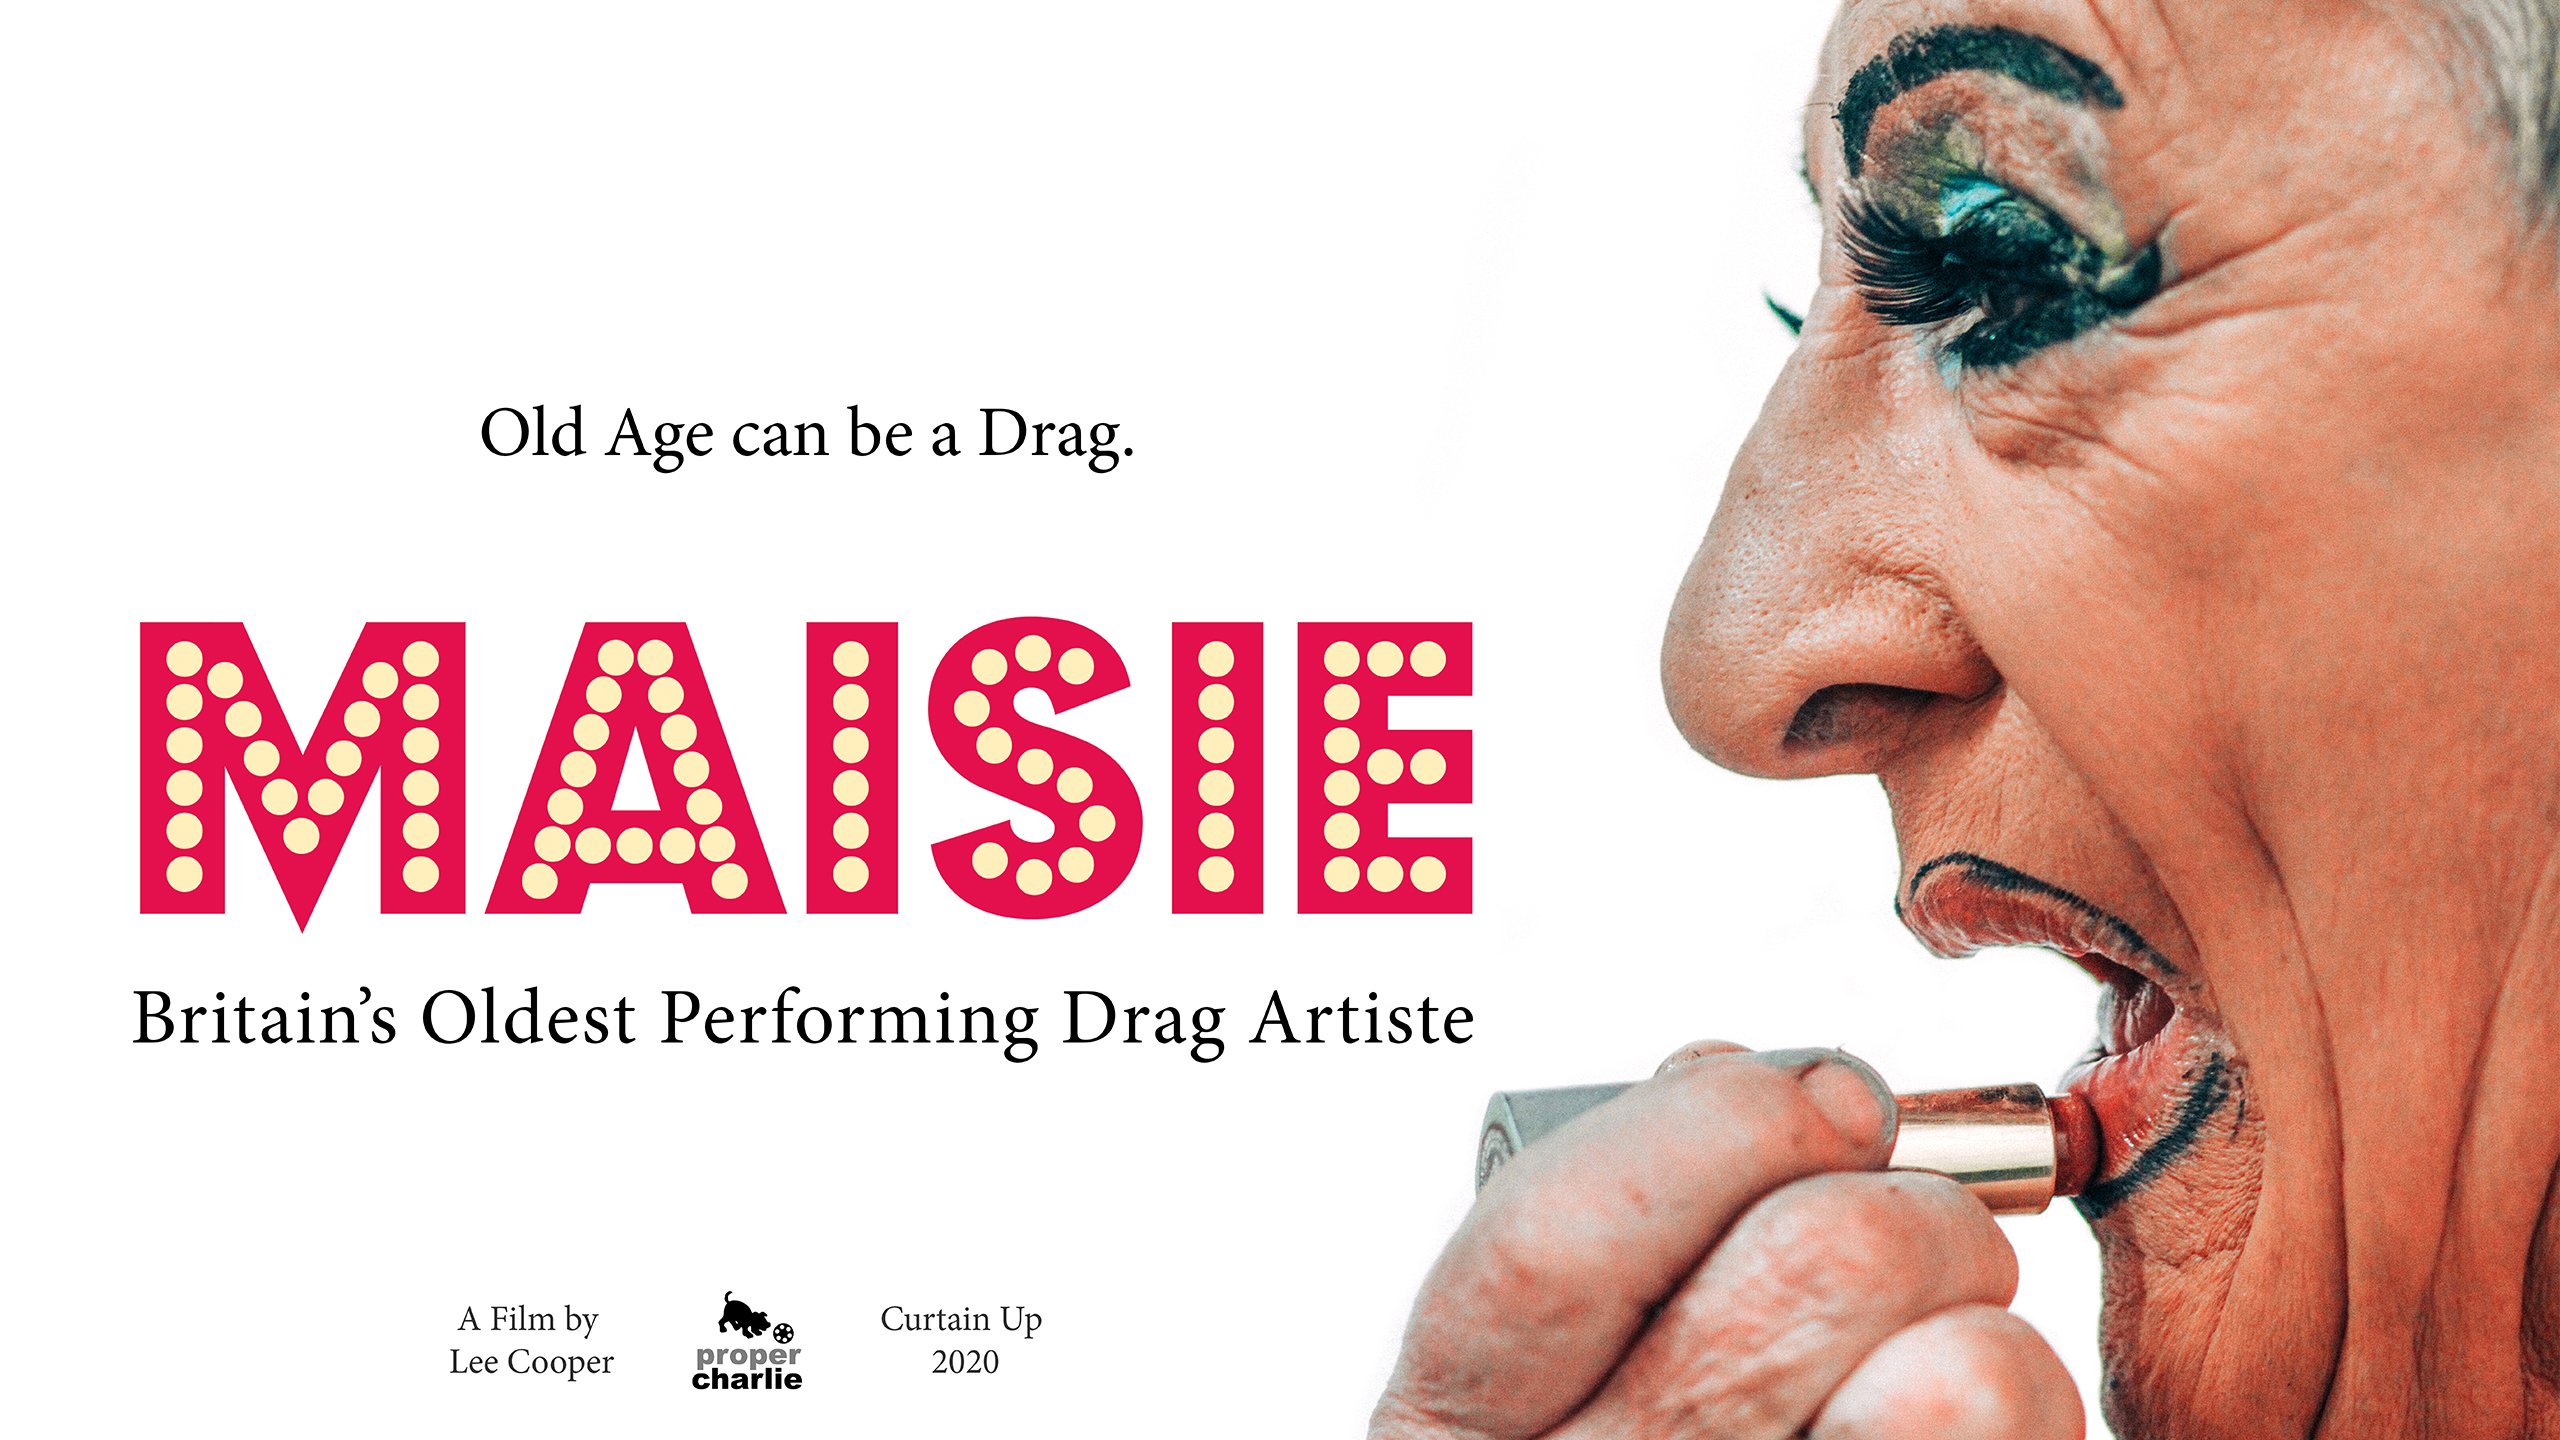 Old Age can be a Drag.
MAISIE
Britain’s Oldest Performing Drag Artiste
A Film by
Lee Cooper
proper
charlie
Curtain Up
2020